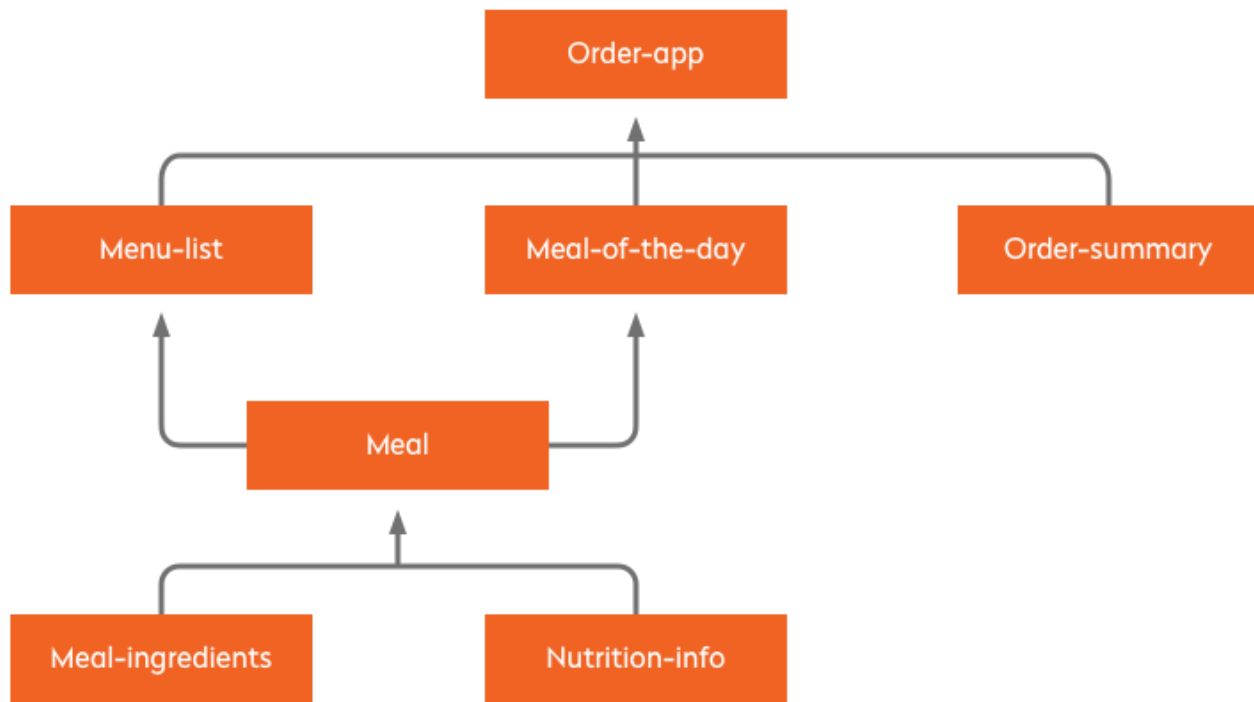 Order-app
Menu-list
Meal-of-the-day
Order-summary
Meal
Meal-ingredients
Nutrition-info